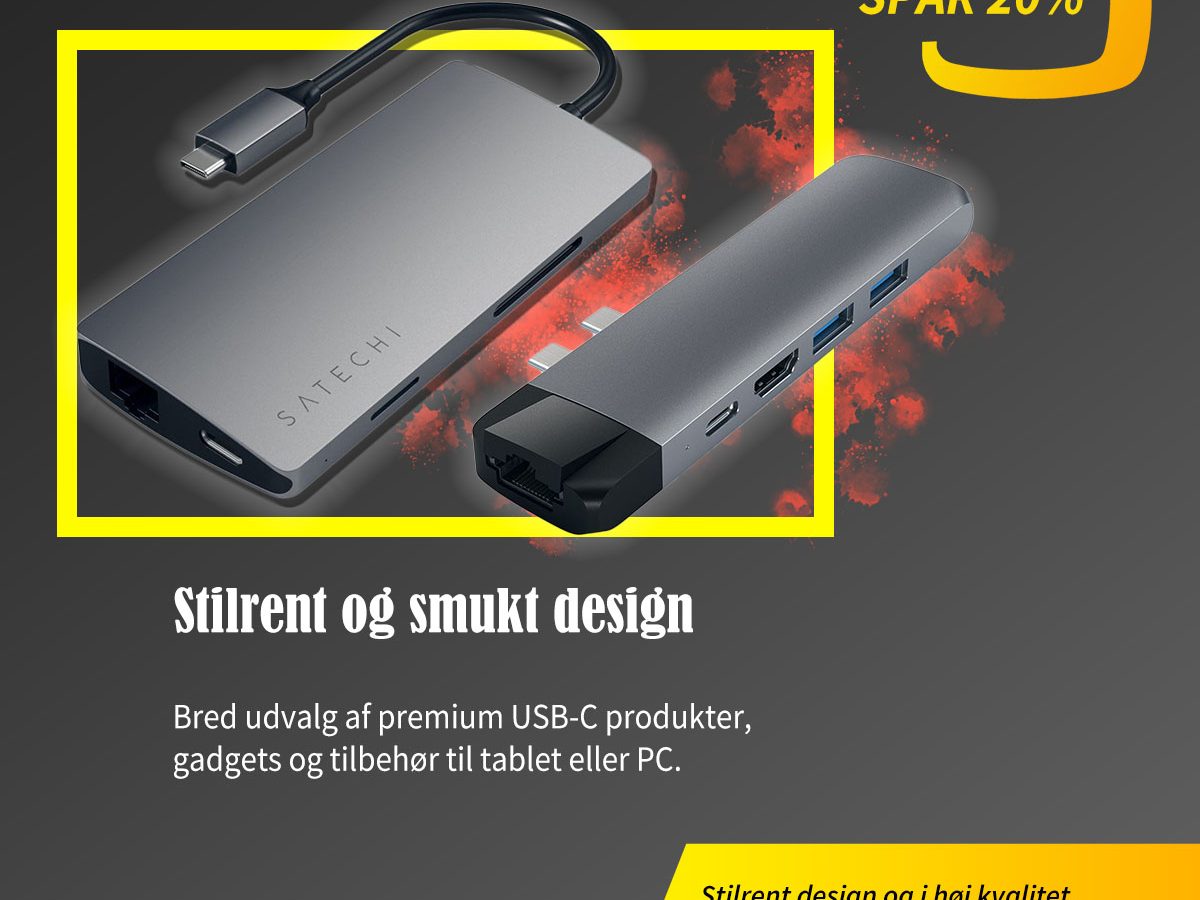 SPAR 20%
SATECHI
Stilrent og smukt design
Bred udvalg af premium USB-C produkter,
gadgets og tilbehør til tablet eller PC.
Stilrent design og i høj kvalitet